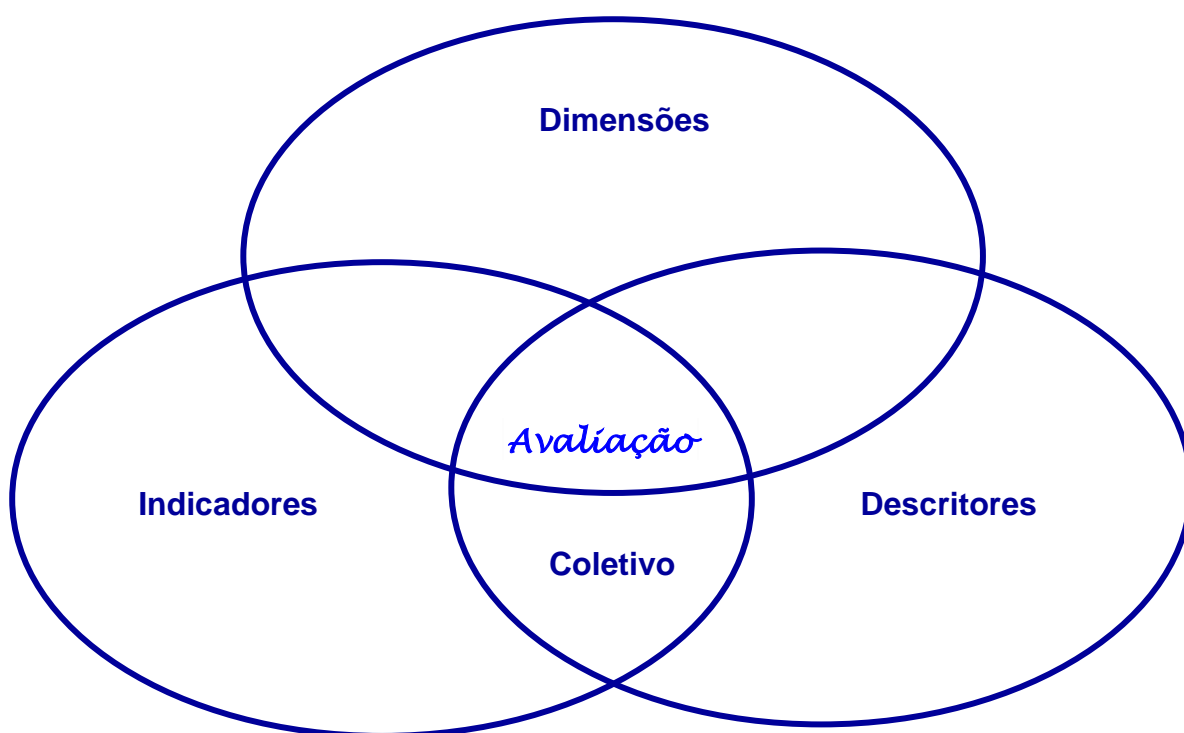 Dimensões
Avaliação
Indicadores
Descritores
Coletivo